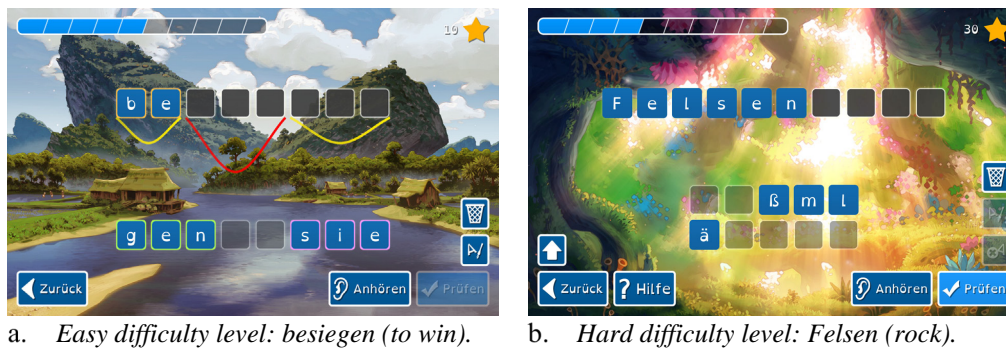 10
b e
g e n s i e
A/
Zurück
Anhören
Prüfen
a. Easy difficulty level: besiegen (to win).
30
F e l s e n
ß m l
ä
Zurück
? Hilfe
Anhören
Prüfen
b. Hard difficulty level: Felsen (rock).